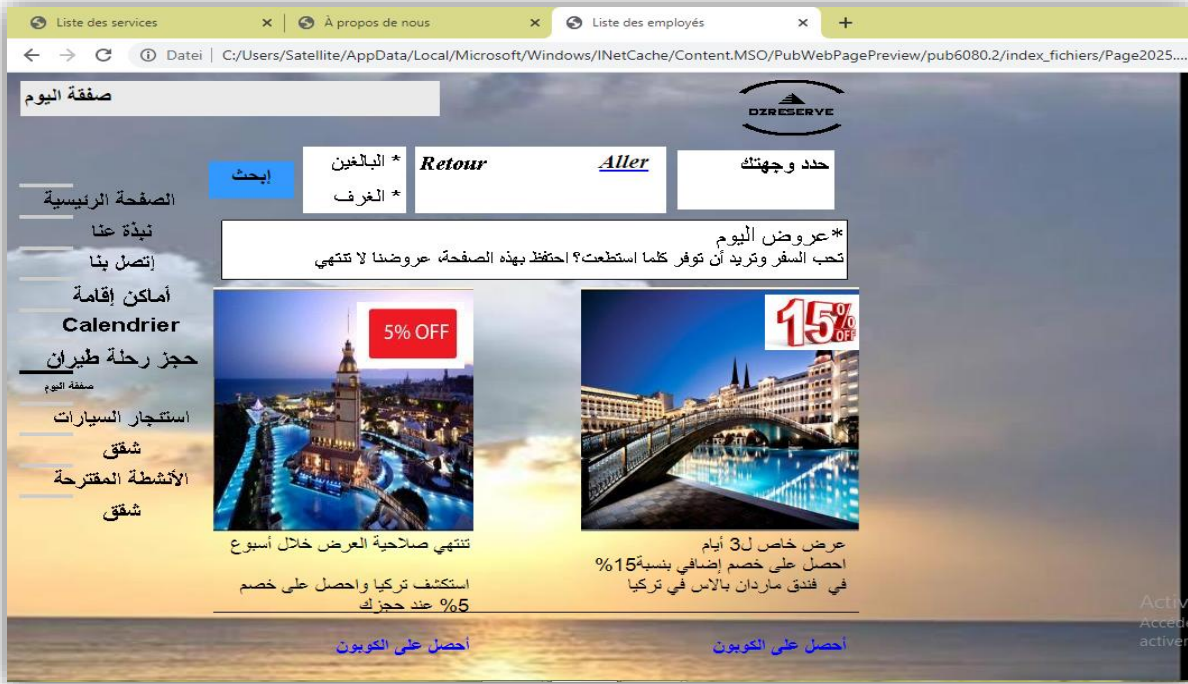 Liste des services
À propos de nous
Liste des employés
Datei | C:/Users/Satellite/AppData/Local/Microsoft/Windows/INetCache/Content.MSO/PubWebPagePreview/pub6080.2/index_fichiers/Page2025....
صفقة اليوم
DZRESERVE
حدد وجهتك
Aller
Retour
* البالغين
* الغرف
إبحث
الصفحة الرئيسية
نبذة عنا
إتصل بنا
أماكن إقامة
Calendrier
حجز رحلة طيران
صفقة اليوم
استئجار السيارات
شقق
الأنشطة المقترحة
شقق
*عروض اليوم
تحب السفر وتريد أن توفر كلما استطعت؟ احتفظ بهذه الصفحة، عروضنا لا تنتهي
15% OFF
عرض خاص ل3 أيام
احصل على خصم إضافي بنسبة15%
في فندق ماردان بالاس في تركيا
أحصل على الكوبون
5% OFF
تنتهي صلاحية العرض خلال أسبوع
استكشف تركيا واحصل على خصم
5% عند حجزك
أحصل على الكوبون